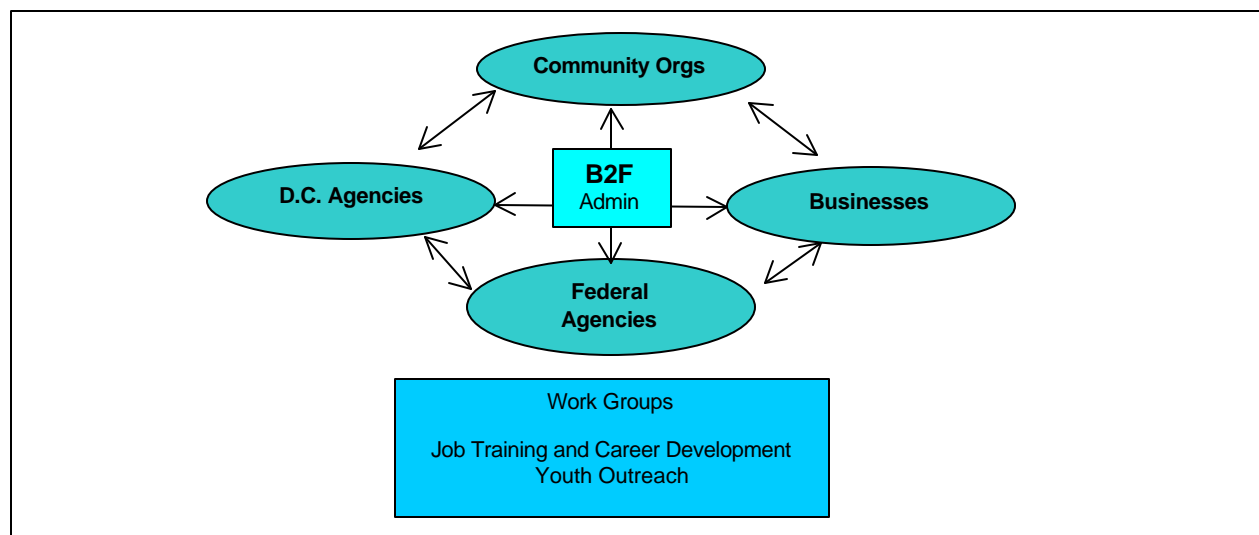 Community Orgs
D.C. Agencies
B2F
Admin
Businesses
Federal
Agencies
Work Groups
Job Training and Career Development
Youth Outreach